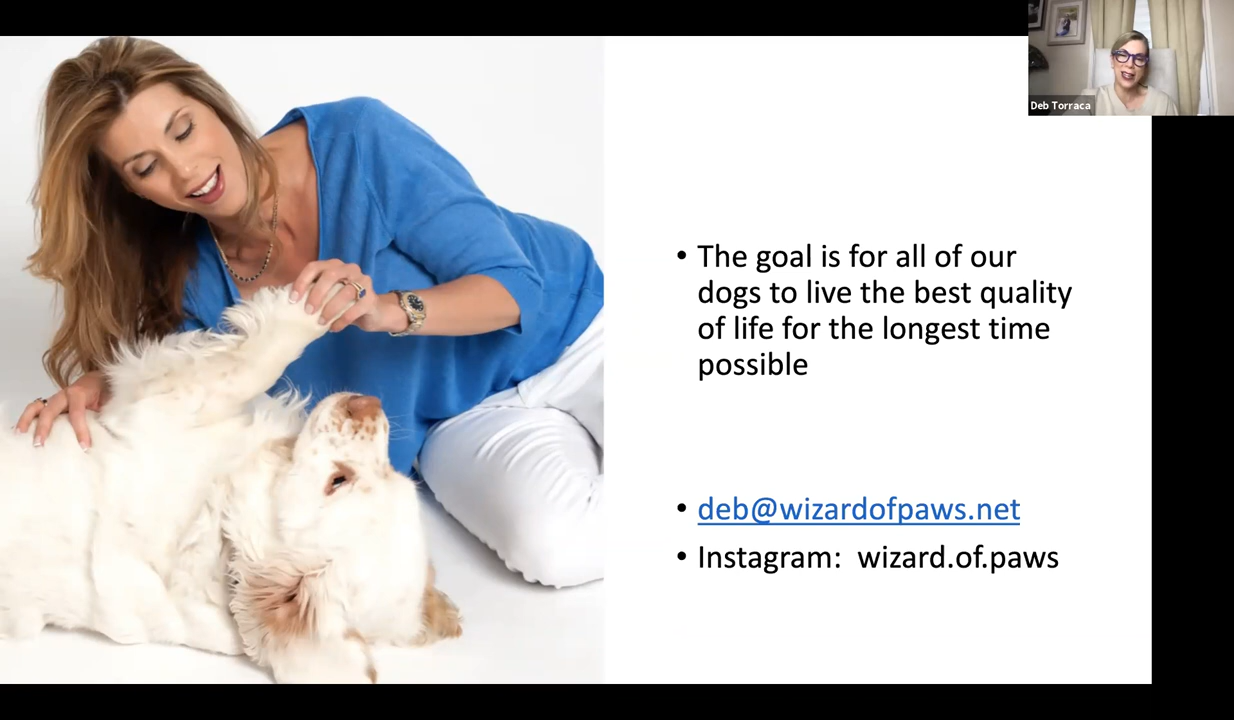 Deb Torraca
• The goal is for all of our
dogs to live the best quality
of life for the longest time
possible
• deb@wizardofpaws.net
• Instagram:  wizard.of.paws